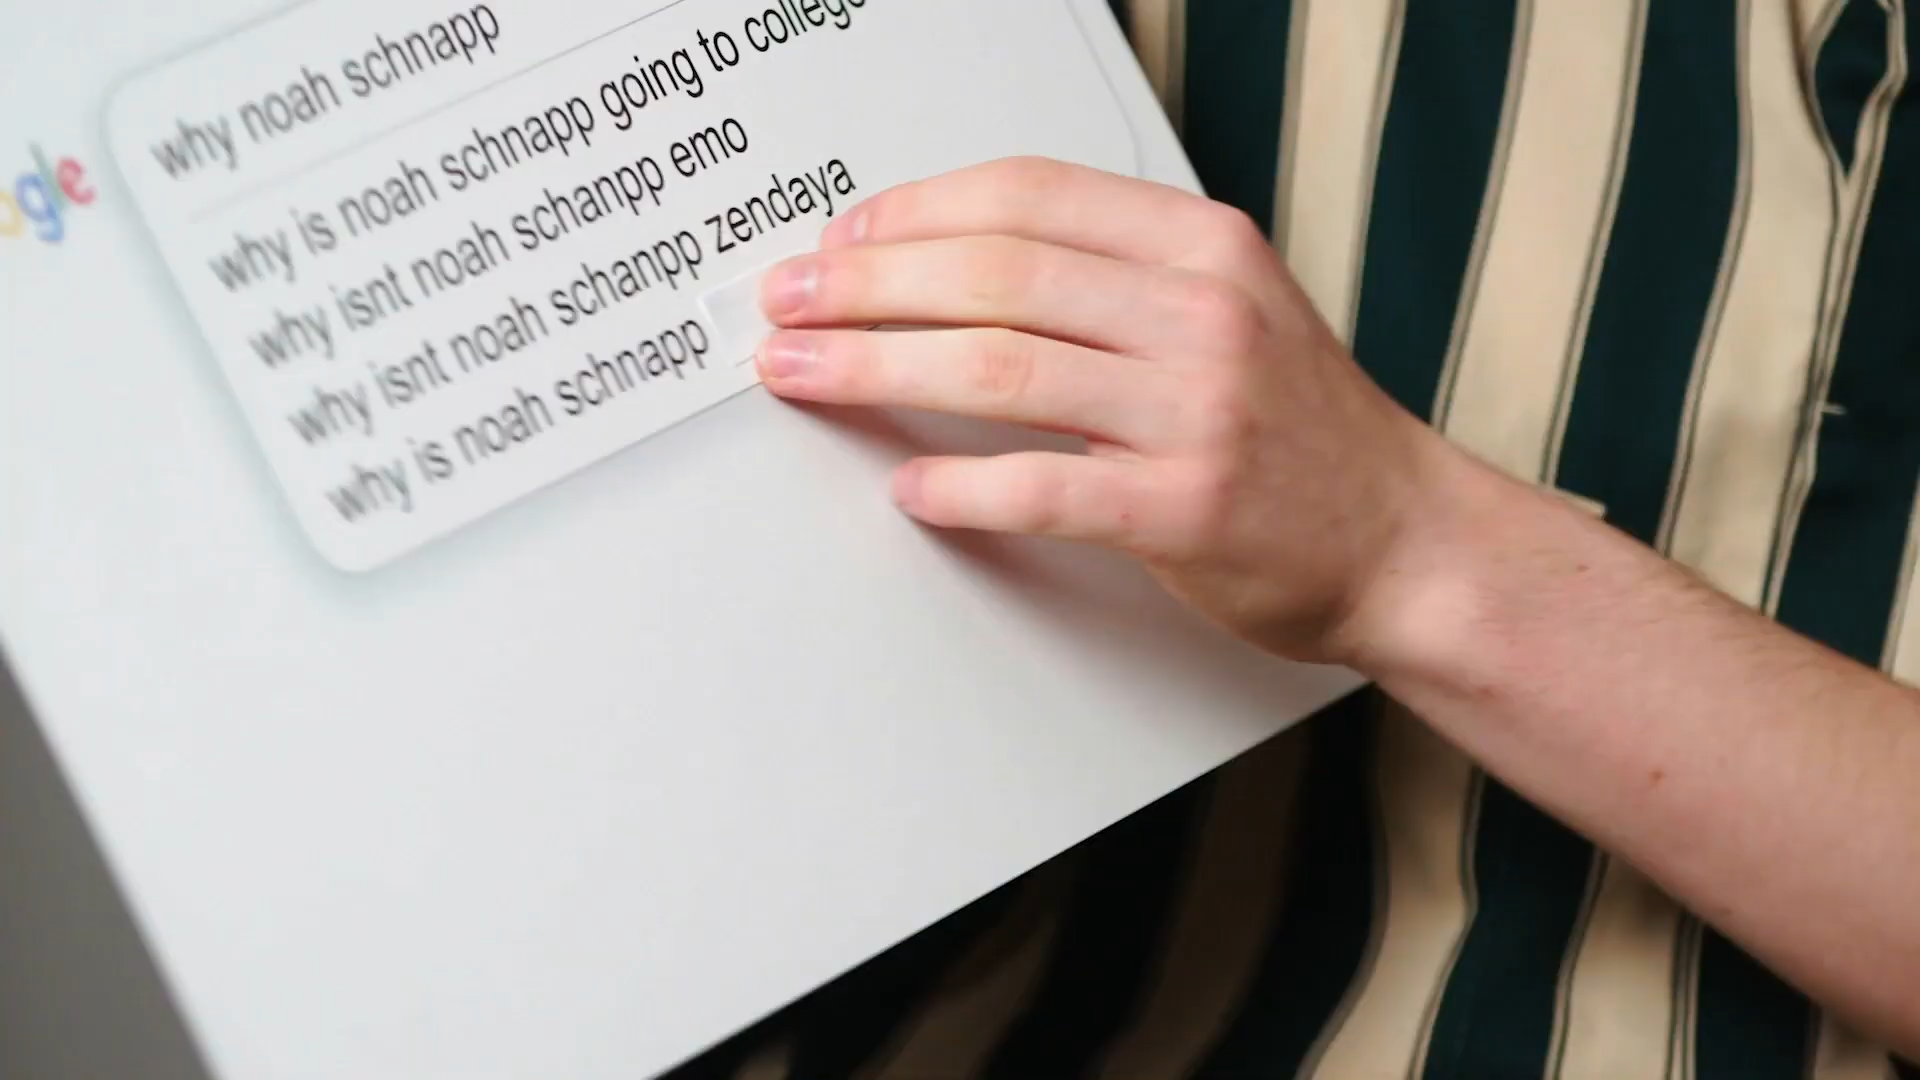 ogle
why noah schnapp
why is noah schnapp going to college
why isnt noah schanpp emo
why isnt noah schanpp zendaya
why is noah schnapp